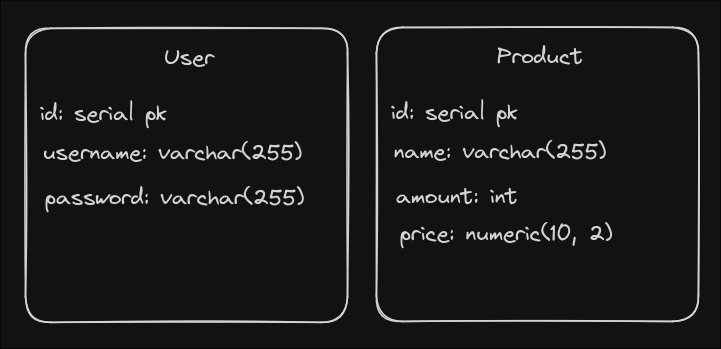 User
id: serial pk
username: varchar(255)
password: varchar(255)
Product
id: serial pk
name: varchar(255)
amount: int
price: numeric(10, 2)